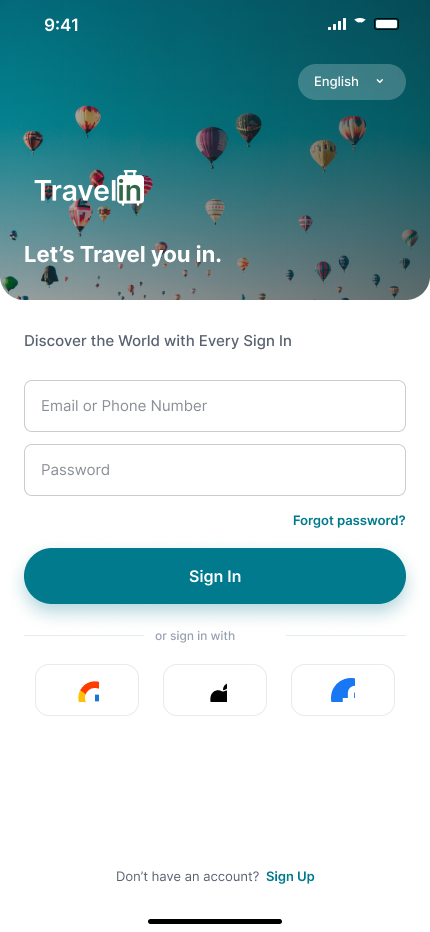 9:41
English
Travelin
Let’s Travel you in.
Discover the World with Every Sign In
Email or Phone Number
Password
Forgot password?
Sign In
or sign in with
Don’t have an account? Sign Up